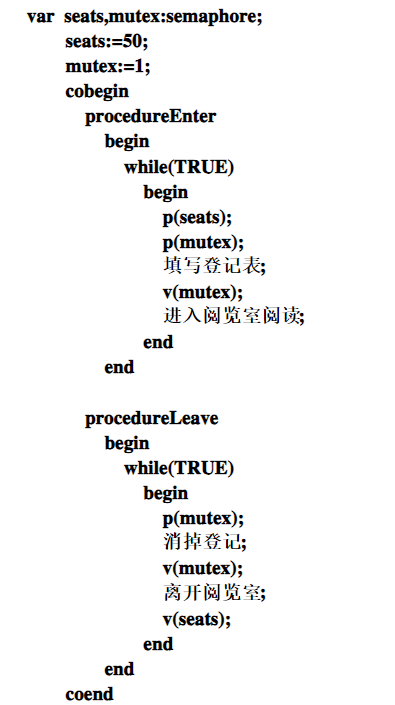 var seats,mutex:semaphore;
seats:=50;
mutex:=1;
cobegin
procedureEnter
begin
while(TRUE)
begin
p(seats);
p(mutex);
填写登记表;
v(mutex);
进入阅览室阅读;
end
end
procedureLeave
begin
while(TRUE)
begin
p(mutex);
消掉登记;
v(mutex);
离开阅览室;
v(seats);
end
end
coend